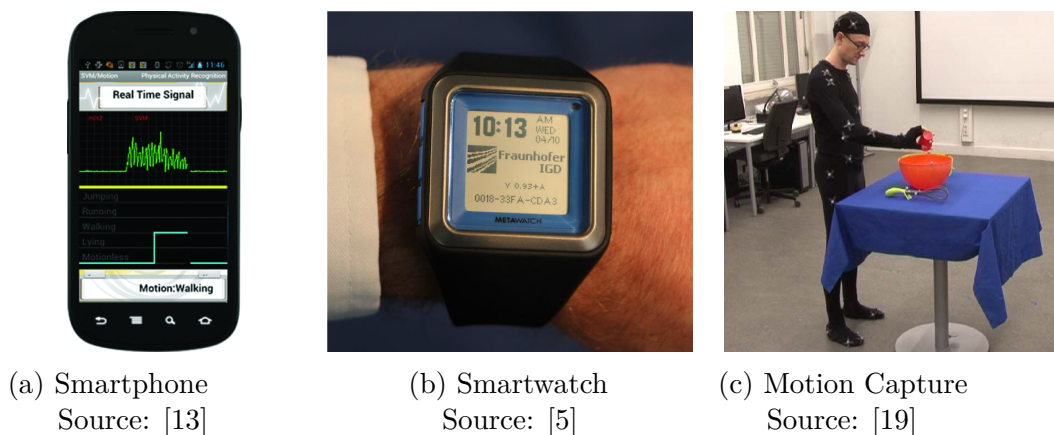 11:46
SVM/Motion Physical Activity Recognition
Real Time Signal
SVM
Jumping
Running
Walking
Lying
Motionless
Motion:Walking
10:13 AM
WED
04/10
Fraunhofer
IGD
V 0.93+A
0018-33FA-CDA3
METAWATCH
(a) Smartphone
Source: [13]
(b) Smartwatch
Source: [5]
(c) Motion Capture
Source: [19]